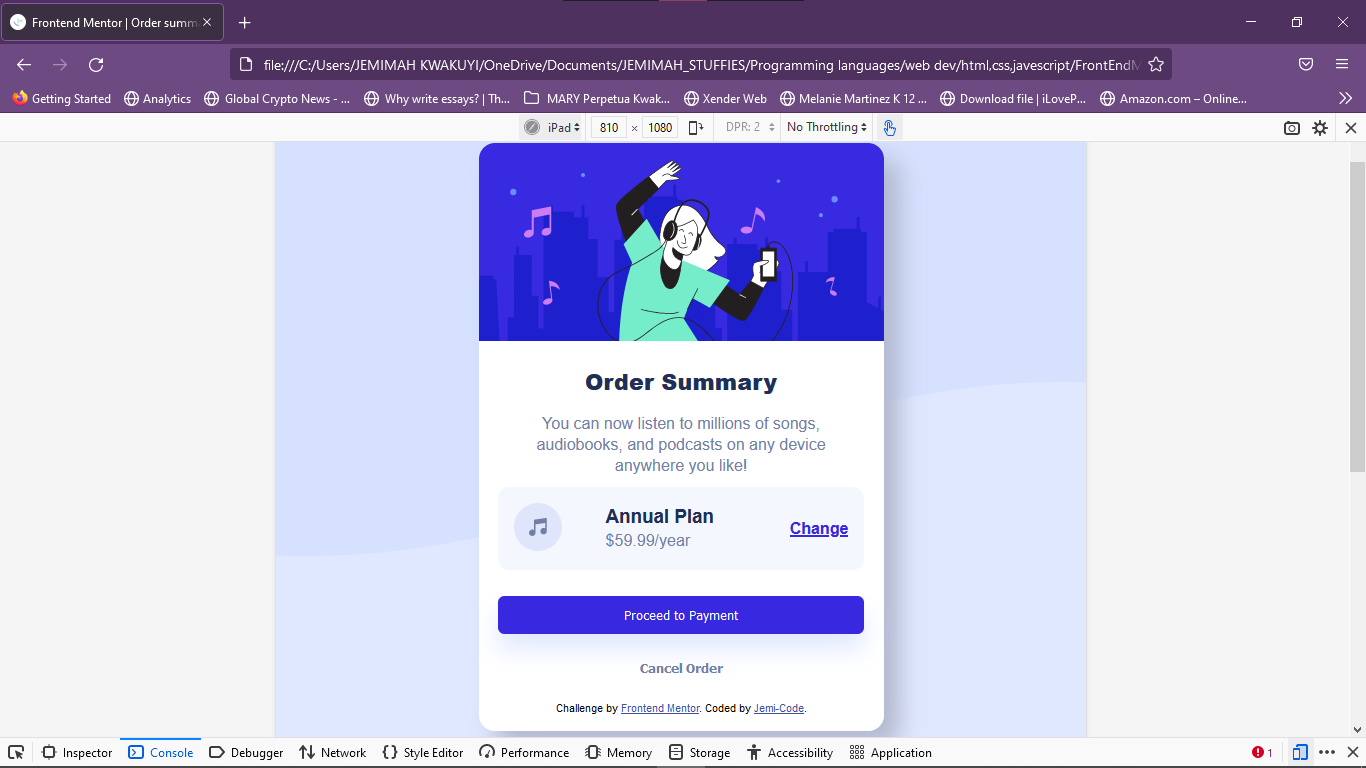 Frontend Mentor | Order summ
file:///C:/Users/JEMIMAH KWAKUYI/OneDrive/Documents/JEMIMAH_STUFFIES/Programming languages/web dev/html,css,javescript/FrontEndM
Getting Started Analytics Global Crypto News - ... Why write essays? | Th... MARY Perpetua Kwak... Xender Web Melanie Martinez K 12 ... Download file | iLoveP... Amazon.com – Online...
iPad 810 × 1080 DPR: 2 No Throttling
Order Summary
You can now listen to millions of songs,
audiobooks, and podcasts on any device
anywhere you like!
Annual Plan
$59.99/year
Change
Proceed to Payment
Cancel Order
Challenge by Frontend Mentor. Coded by Jemi-Code.
Inspector Console Debugger Network Style Editor Performance Memory Storage Accessibility Application 1